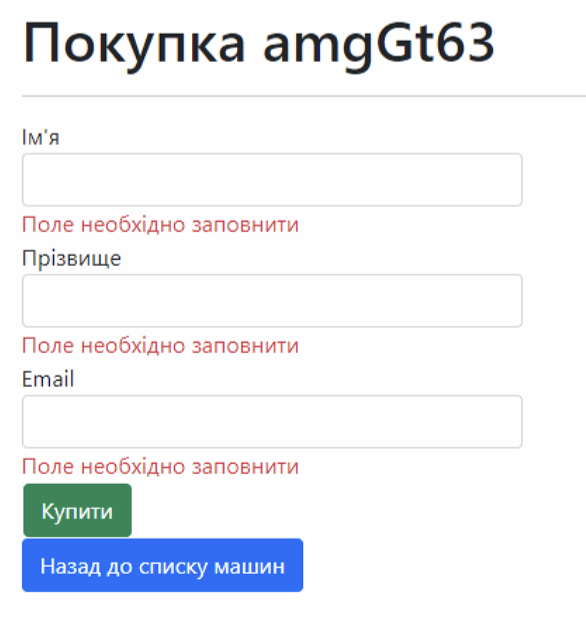 Покупка amgGt63
Ім'я
Поле необхідно заповнити
Прізвище
Поле необхідно заповнити
Email
Поле необхідно заповнити
Купити
Назад до списку машин